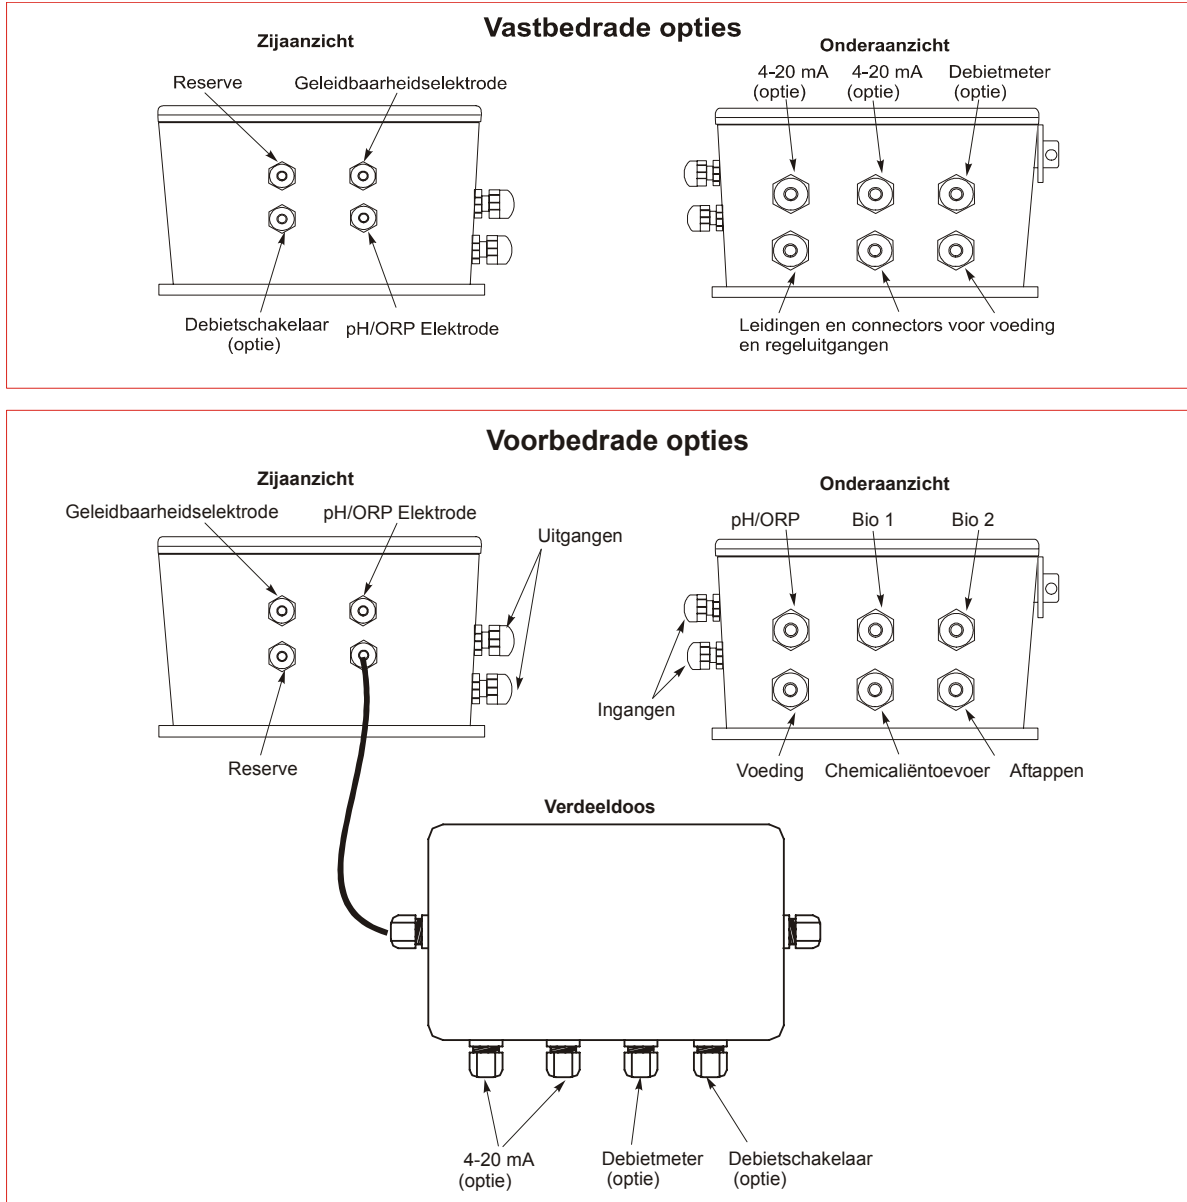 Vastbedrade opties
Zijaanzicht
Onderaanzicht
Reserve
Geleidbaarheidselektrode
4-20 mA
(optie)
4-20 mA
(optie)
Debietmeter
(optie)
Debietschakelaar
(optie)
pH/ORP Elektrode
Leidingen en connectors voor voeding
en regeluitgangen
Voorbedrade opties
Zijaanzicht
Onderaanzicht
Geleidbaarheidselektrode
pH/ORP Elektrode
Uitgangen
pH/ORP
Bio 1
Bio 2
Ingangen
Reserve
Voeding
Chemicaliëntoevoer
Aftappen
Verdeeldoos
4-20 mA
(optie)
Debietmeter
(optie)
Debietschakelaar
(optie)